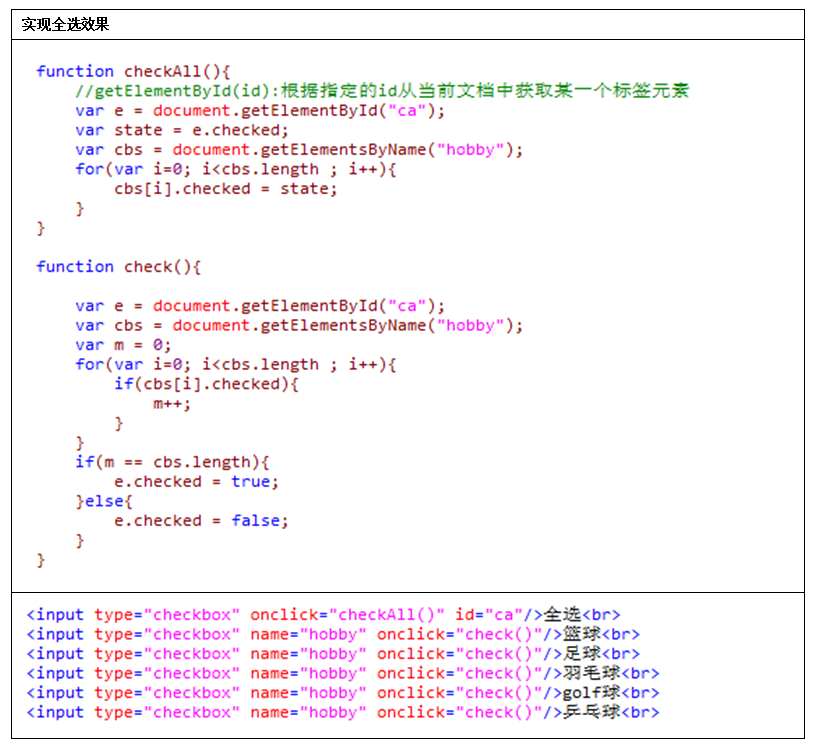 实现全选效果
function checkAll(){
//getElementById(id):根据指定的id从当前文档中获取某一个标签元素
var e = document.getElementById("ca");
var state = e.checked;
var cbs = document.getElementsByName("hobby");
for(var i=0; i<cbs.length ; i++){
cbs[i].checked = state;
}
}
function check(){
var e = document.getElementById("ca");
var cbs = document.getElementsByName("hobby");
var m = 0;
for(var i=0; i<cbs.length ; i++){
if(cbs[i].checked){
m++;
}
}
if(m == cbs.length){
e.checked = true;
}else{
e.checked = false;
}
}
<input type="checkbox" onclick="checkAll()" id="ca"/>全选<br>
<input type="checkbox" name="hobby" onclick="check()"/>篮球<br>
<input type="checkbox" name="hobby" onclick="check()"/>足球<br>
<input type="checkbox" name="hobby" onclick="check()"/>羽毛球<br>
<input type="checkbox" name="hobby" onclick="check()"/>golf球<br>
<input type="checkbox" name="hobby" onclick="check()"/>乒乓球<br>